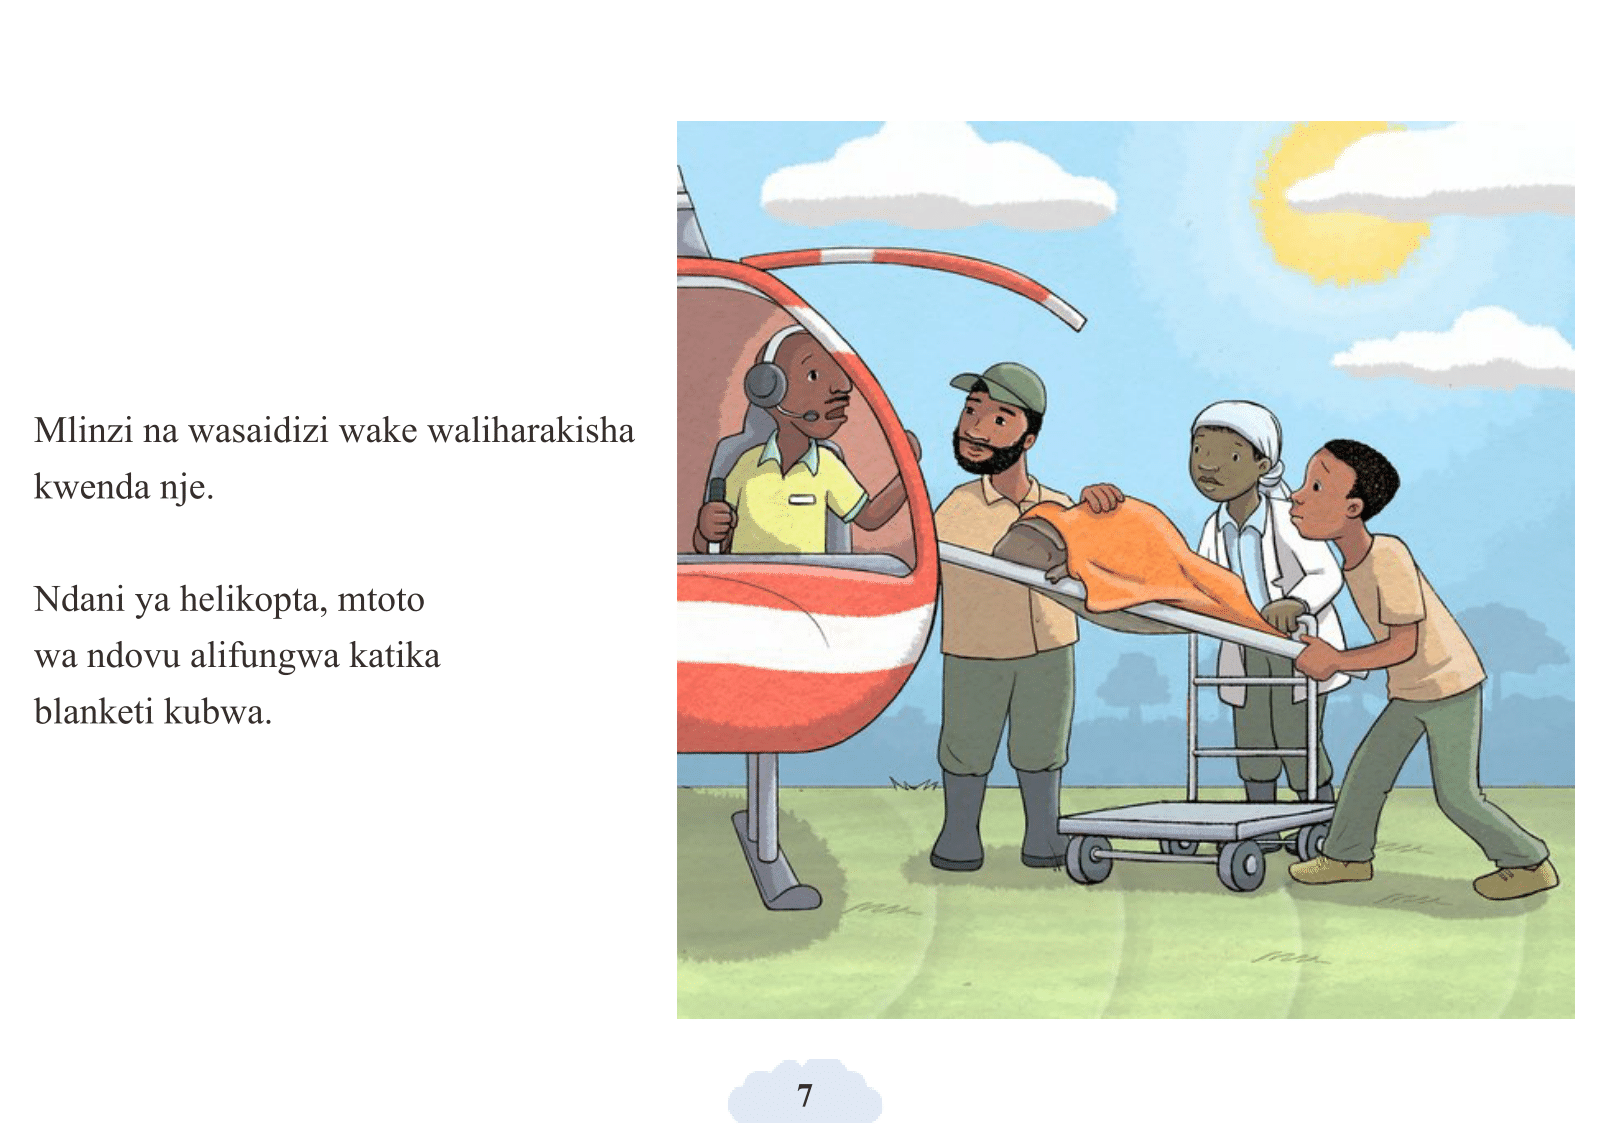 Mlinzi na wasaidizi wake waliharakisha
kwenda nje.
Ndani ya helikopta, mtoto
wa ndovu alifungwa katika
blanketi kubwa.
7